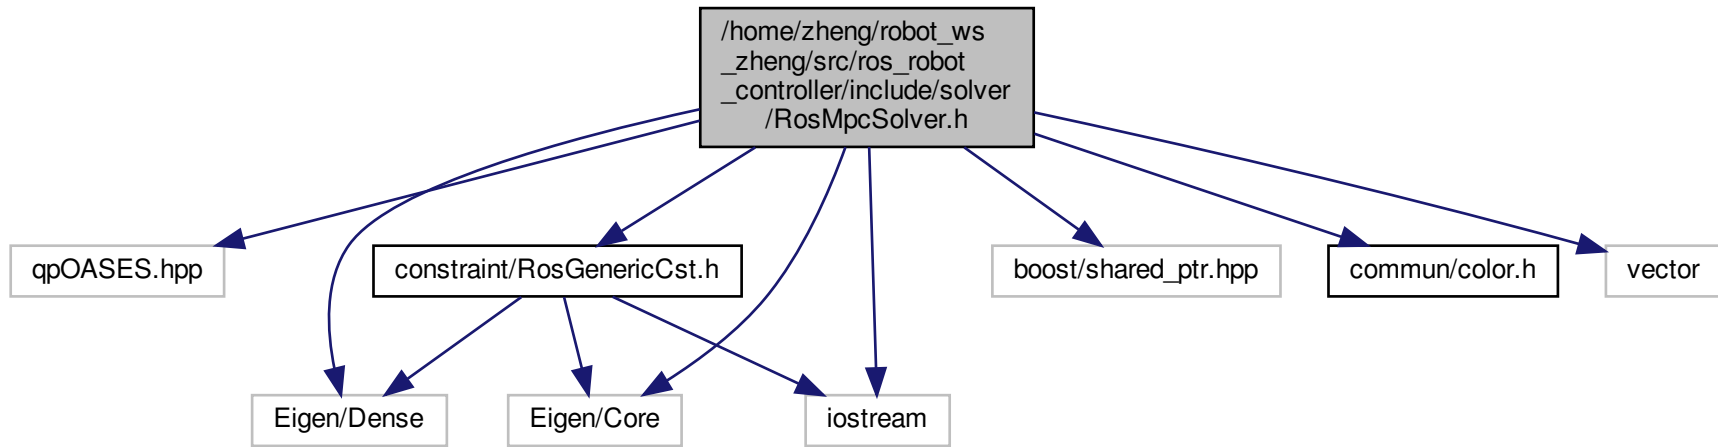 /home/zheng/robot_ws
_zheng/src/ros_robot
_controller/include/solver
/RosMpcSolver.h
qpOASES.hpp
constraint/RosGenericCst.h
boost/shared_ptr.hpp
commun/color.h
vector
Eigen/Dense
Eigen/Core
iostream